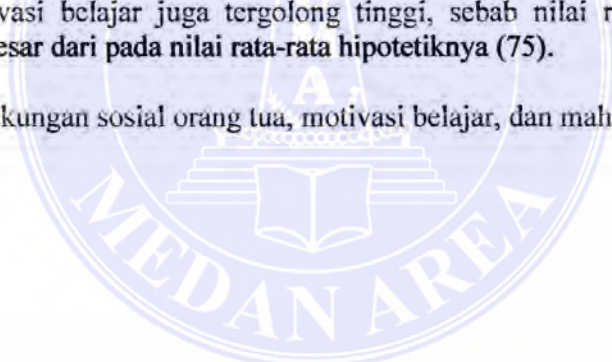 vasi belajar juga tergolong tinggi, sebab nilai
esar dari pada nilai rata-rata hipotetiknya (75).
kungan sosial orang tua, motivasi belajar, dan
A
MEDAN AREA